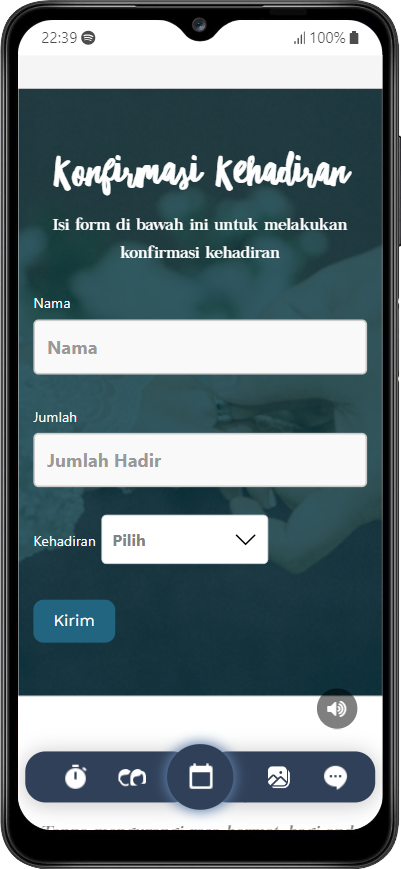 22:39
100%
Konfirmasi Kehadiran
Isi form di bawah ini untuk melakukan
konfirmasi kehadiran
Nama
Nama
Jumlah
Jumlah Hadir
Kehadiran Pilih
Kirim